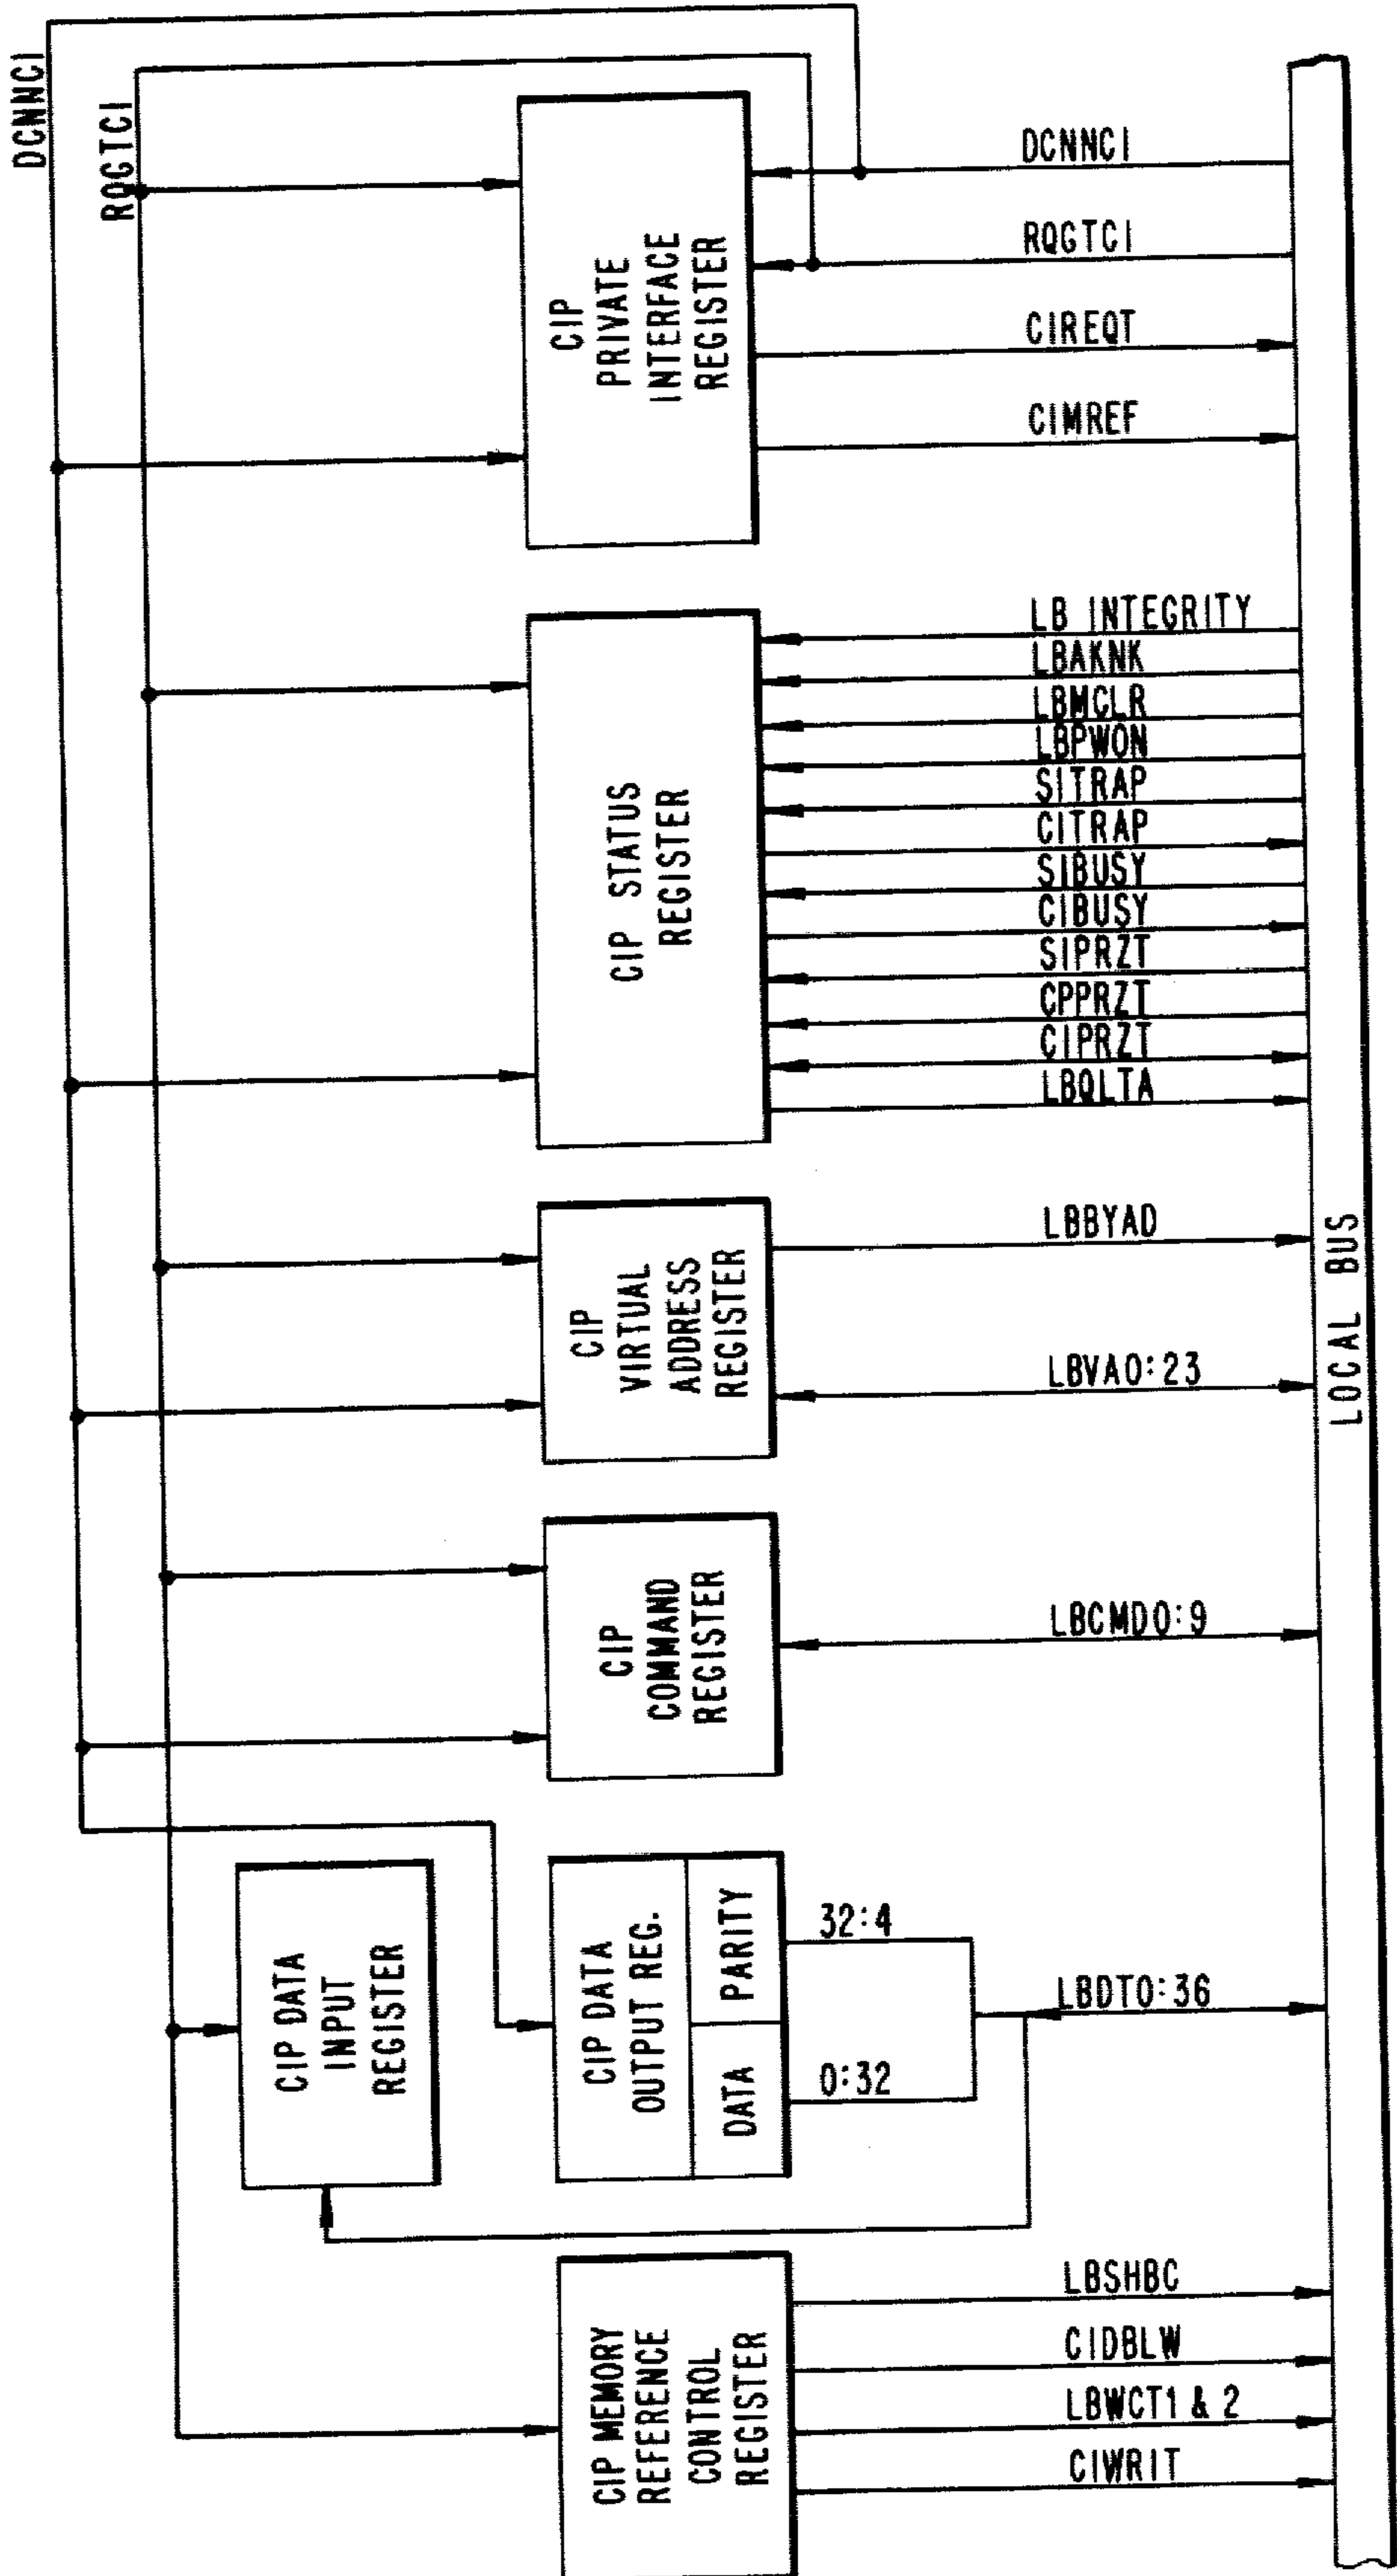 DCNNCI
RQGTCI
CIP MEMORY
REFERENCE
CONTROL
REGISTER
CIP DATA
INPUT
REGISTER
CIP DATA
OUTPUT REG.
DATA
PARITY
0:32
32:4
CIP
COMMAND
REGISTER
CIP
VIRTUAL
ADDRESS
REGISTER
CIP STATUS
REGISTER
CIP
PRIVATE
INTERFACE
REGISTER
CIWRIT
LBWCT1 & 2
CIDBLW
LBSHBC
LBDT0:36
LBCMD0:9
LBVA0:23
LBBYAD
LBQLTA
CIPRZT
CPPRZT
SIPRZT
CIBUSY
SIBUSY
CITRAP
SITRAP
LBPWON
LBMCLR
LBAKNK
LB INTEGRITY
CIMREF
CIREQT
RQGTCI
DCNNCI
LOCAL BUS